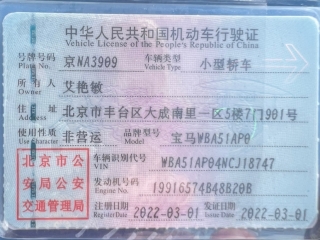 中华人民共和国机动车行驶证
Vehicle License of the People's Republic of China
号牌号码 京NA3909 车辆类型 小型轿车
Plate No. Vehicle Type
所有人 艾艳敏
Owner
住址 北京市丰台区大成南里一区5楼7门901号
Address
使用性质 非营运 品牌型号 宝马WBA51AP0
Use Character Model
北京市公
安局公安
交通管理局
车辆识别代号 WBA51AP04NCJ18747
VIN
发动机号码 19916574B48B20B
Engine No.
注册日期 2022-03-01 发证日期 2022-03-01
Register Date Issue Date